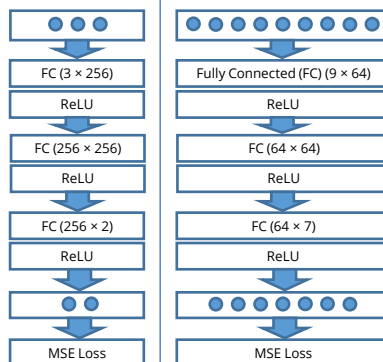 FC (3 × 256)
ReLU
FC (256 × 256)
ReLU
FC (256 × 2)
ReLU
MSE Loss
Fully Connected (FC) (9 × 64)
ReLU
FC (64 × 64)
ReLU
FC (64 × 7)
ReLU
MSE Loss